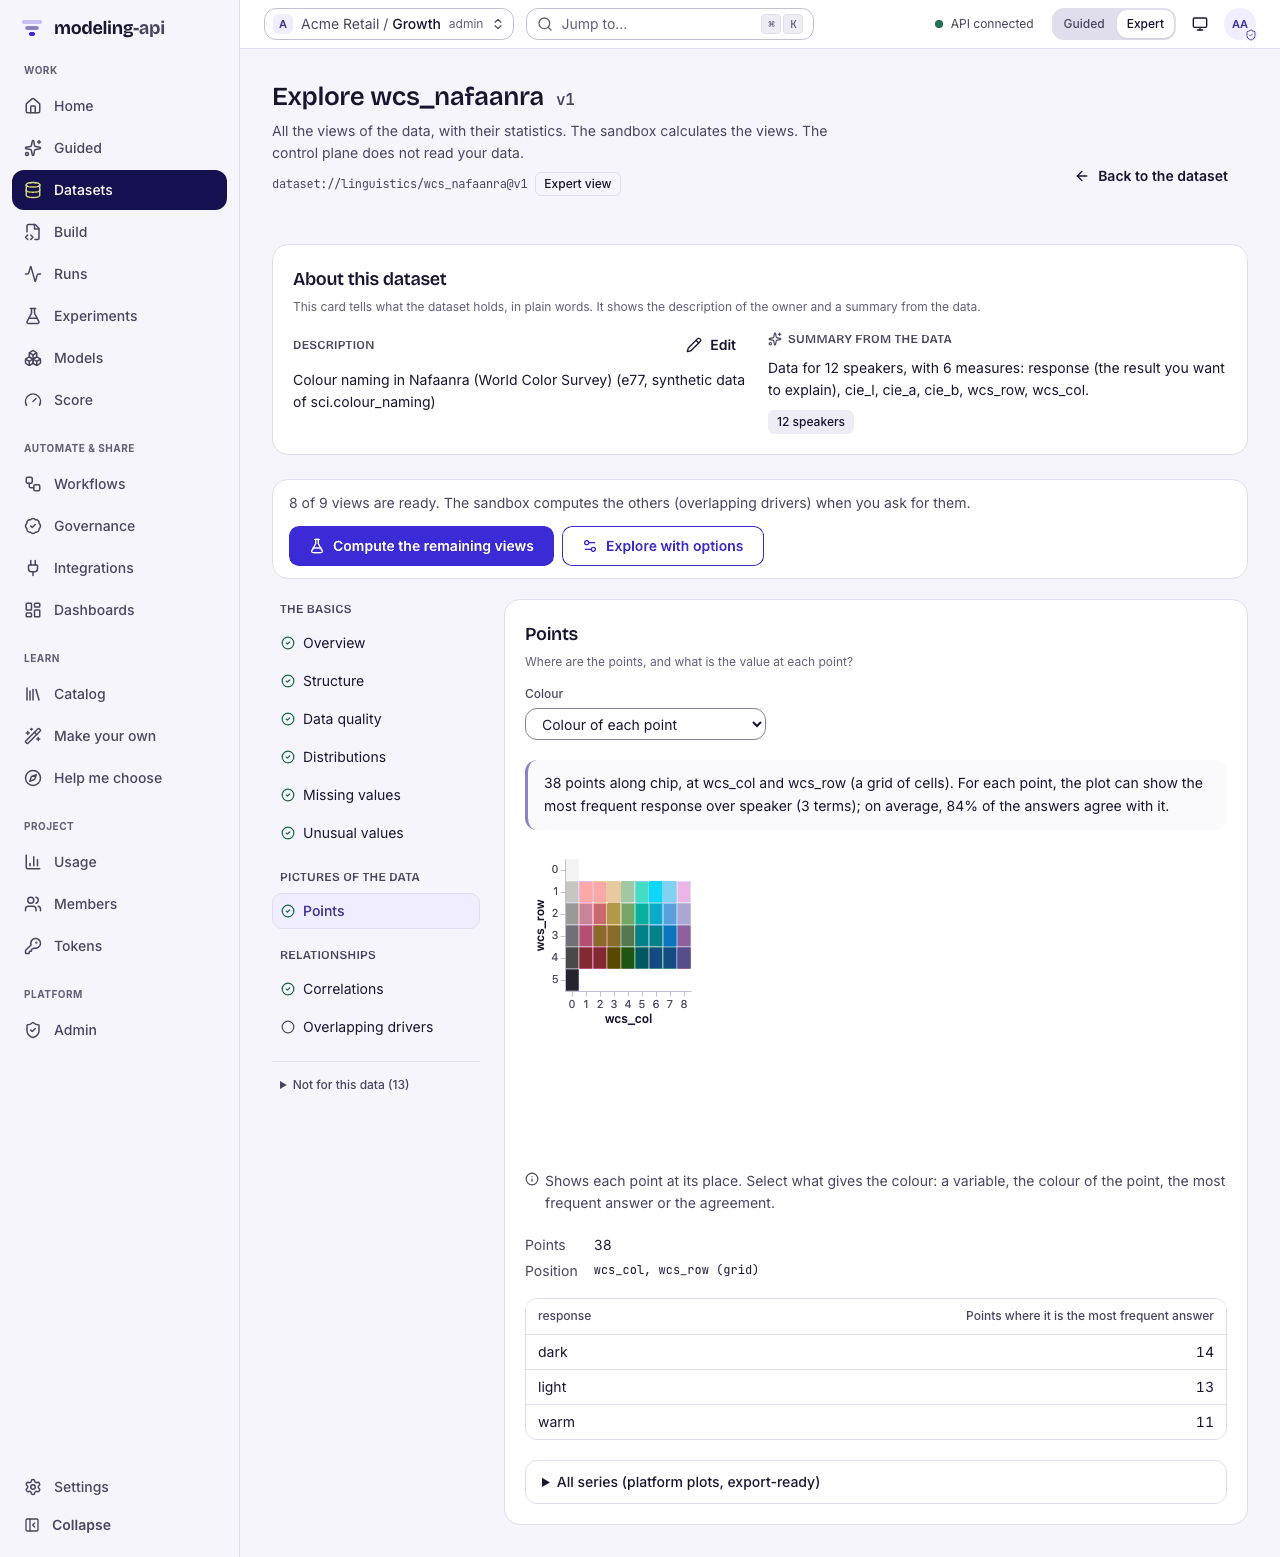 modeling-api
A Acme Retail / Growth admin
Jump to...
⌘ K
API connected
Guided Expert
AA
WORK
Home
Guided
Datasets
Build
Runs
Experiments
Models
Score
AUTOMATE & SHARE
Workflows
Governance
Integrations
Dashboards
LEARN
Catalog
Make your own
Help me choose
PROJECT
Usage
Members
Tokens
PLATFORM
Admin
Settings
Collapse
Explore wcs_nafaanra v1
All the views of the data, with their statistics. The sandbox calculates the views. The
control plane does not read your data.
dataset://linguistics/wcs_nafaanra@v1 Expert view
Back to the dataset
About this dataset
This card tells what the dataset holds, in plain words. It shows the description of the owner and a summary from the data.
DESCRIPTION
Edit
Colour naming in Nafaanra (World Color Survey) (e77, synthetic data
of sci.colour_naming)
SUMMARY FROM THE DATA
Data for 12 speakers, with 6 measures: response (the result you want
to explain), cie_l, cie_a, cie_b, wcs_row, wcs_col.
12 speakers
8 of 9 views are ready. The sandbox computes the others (overlapping drivers) when you ask for them.
Compute the remaining views
Explore with options
THE BASICS
Overview
Structure
Data quality
Distributions
Missing values
Unusual values
PICTURES OF THE DATA
Points
RELATIONSHIPS
Correlations
Overlapping drivers
Not for this data (13)
Points
Where are the points, and what is the value at each point?
Colour
Colour of each point
38 points along chip, at wcs_col and wcs_row (a grid of cells). For each point, the plot can show the
most frequent response over speaker (3 terms); on average, 84% of the answers agree with it.
wcs_row
0
1
2
3
4
5
0 1 2 3 4 5 6 7 8
wcs_col
Shows each point at its place. Select what gives the colour: a variable, the colour of the point, the most
frequent answer or the agreement.
Points 38
Position wcs_col, wcs_row (grid)
response Points where it is the most frequent answer
dark 14
light 13
warm 11
All series (platform plots, export-ready)